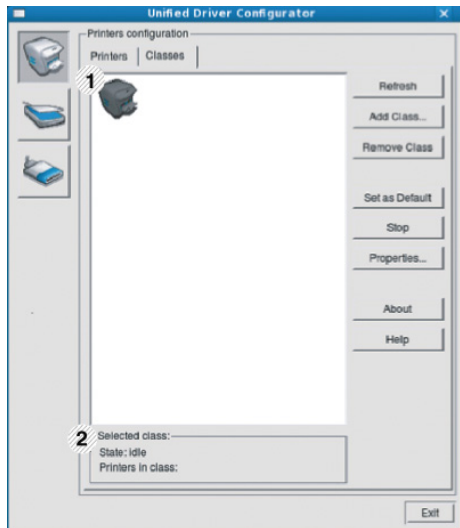 Unified Driver Configurator
Printers configuration
Printers Classes
1
Refresh
Add Class...
Remove Class
Set as Default
Stop
Properties...
About
Help
2 Selected class:
State: idle
Printers in class:
Exit